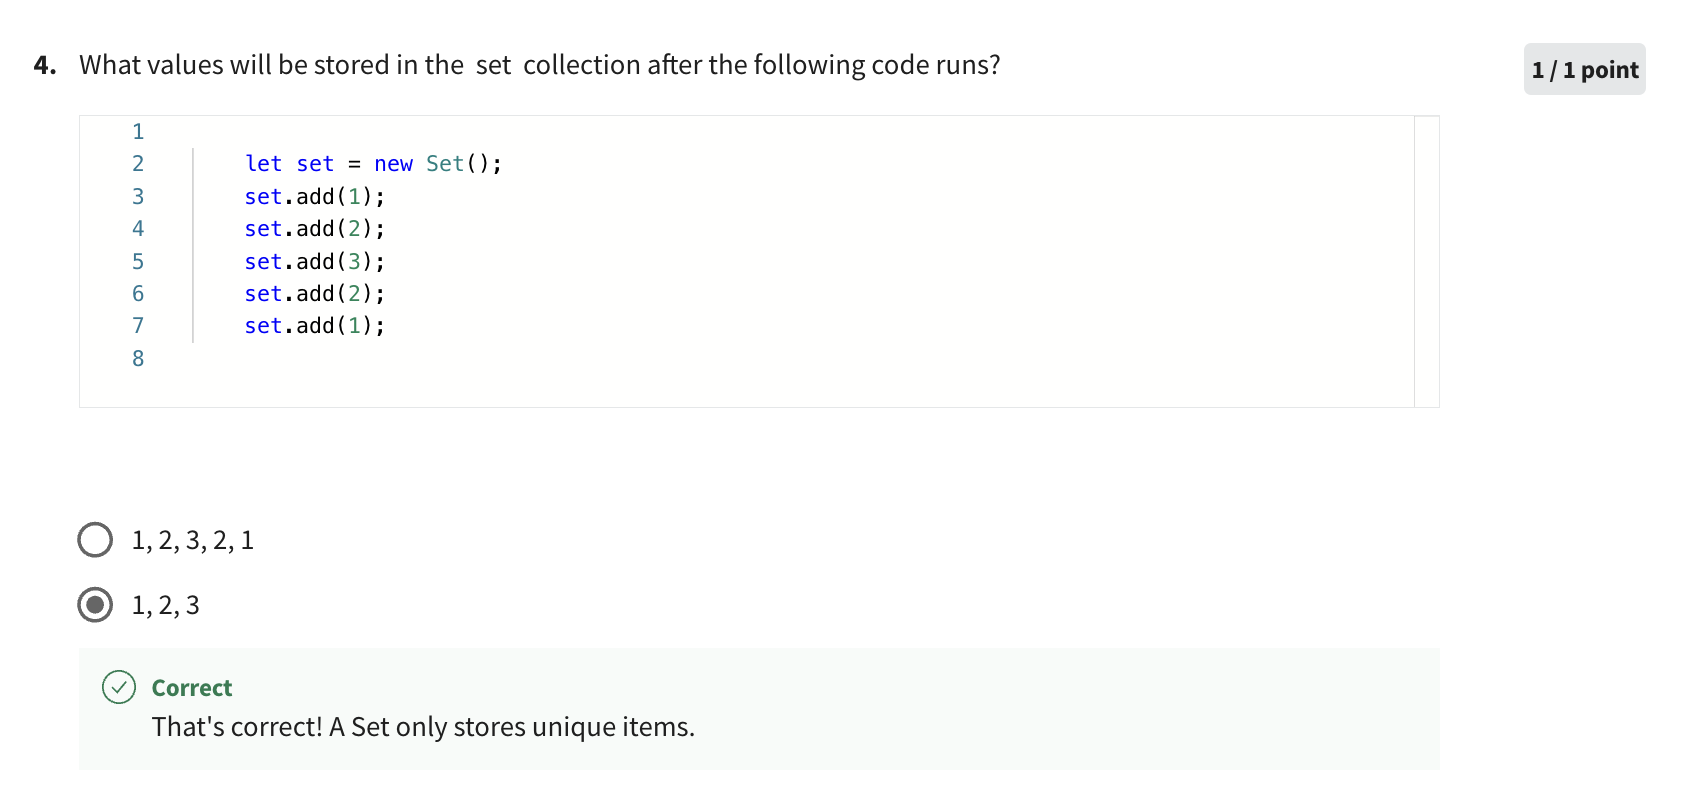 4. What values will be stored in the set collection after the following code runs?
1 / 1 point
1
2 let set = new Set();
3 set.add(1);
4 set.add(2);
5 set.add(3);
6 set.add(2);
7 set.add(1);
8
1, 2, 3, 2, 1
1, 2, 3
Correct
That's correct! A Set only stores unique items.